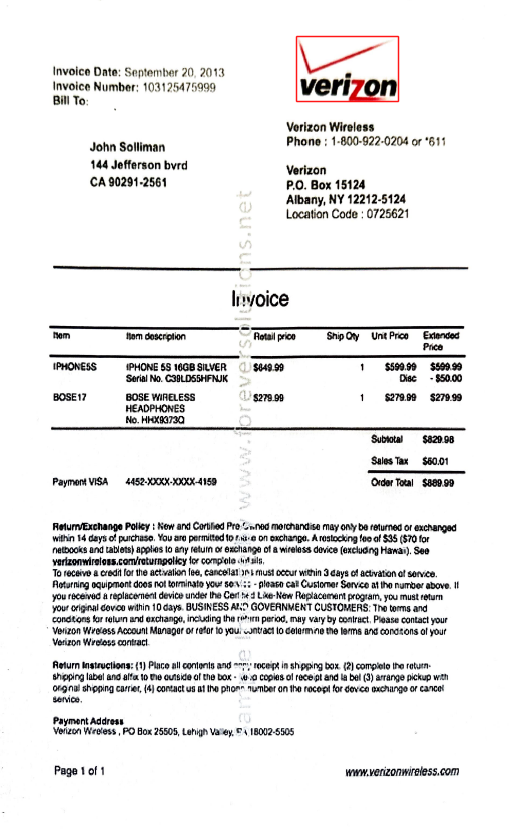 Invoice Date: September 20, 2013
Invoice Number: 103125475999
Bill To:
verizon
John Solliman
144 Jefferson bvrd
CA 90291-2561
Verizon Wireless
Phone : 1-800-922-0204 or *611
Verizon
P.O. Box 15124
Albany, NY 12212-5124
Location Code : 0725621
Invoice
Item Item description Retail price Ship Qty Unit Price Extended Price
IPHONE5S IPHONE 5S 16GB SILVER $649.99 1 $599.99 $599.99
Serial No. C39LD55HFNJK Disc - $50.00
BOSE17 BOSE WIRELESS $279.99 1 $279.99 $279.99
HEADPHONES
No. HHX9373Q
Subtotal $829.98
Sales Tax $60.01
Payment VISA 4452-XXXX-XXXX-4159 Order Total $889.99
Return/Exchange Policy : New and Certified Pre-Owned merchandise may only be returned or exchanged
within 14 days of purchase. You are permitted to make on exchange. A restocking fee of $35 ($70 for
netbooks and tablets) applies to any return or exchange of a wireless device (excluding Hawaii). See
verizonwireless.com/returnpolicy for complete details.
To receive a credit for the activation fee, cancellations must occur within 3 days of activation of service.
Returning equipment does not terminate your service - please call Customer Service at the number above. If
you received a replacement device under the Certified Like-New Replacement program, you must return
your original device within 10 days. BUSINESS AND GOVERNMENT CUSTOMERS: The terms and
conditions for return and exchange, including the return period, may vary by contract. Please contact your
Verizon Wireless Account Manager or refer to your contract to determine the terms and conditions of your
Verizon Wireless contract.
Return Instructions: (1) Place all contents and copy receipt in shipping box. (2) complete the return-
shipping label and affix to the outside of the box - keep copies of receipt and la bel (3) arrange pickup with
original shipping carrier, (4) contact us at the phone number on the receipt for device exchange or cancel
service.
Payment Address
Verizon Wireless , PO Box 25505, Lehigh Valley, PA 18002-5505
Page 1 of 1 www.verizonwireless.com
www.foreversolutions.net